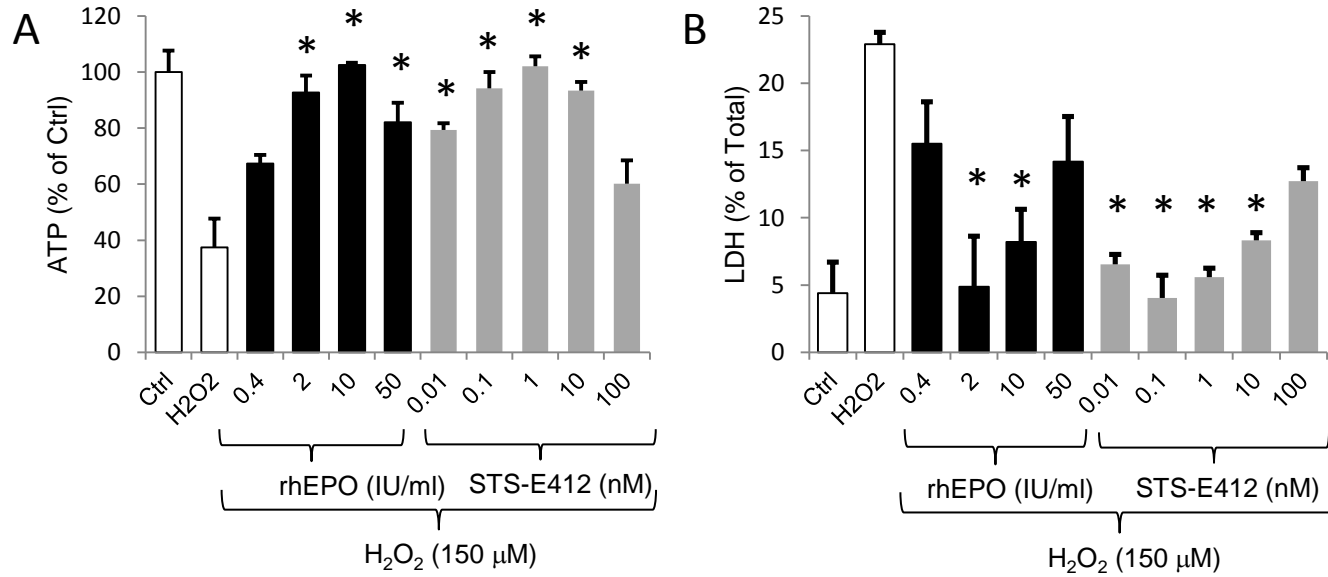 A
ATP (% of Ctrl)
120
100
80
60
40
20
0
* * * * * * *
Ctrl H2O2 0.4 2 10 50 0.01 0.1 1 10 100
rhEPO (IU/ml) STS-E412 (nM)
H₂O₂ (150 μM)
B
LDH (% of Total)
25
20
15
10
5
0
* * * * * *
Ctrl H2O2 0.4 2 10 50 0.01 0.1 1 10 100
rhEPO (IU/ml) STS-E412 (nM)
H₂O₂ (150 μM)